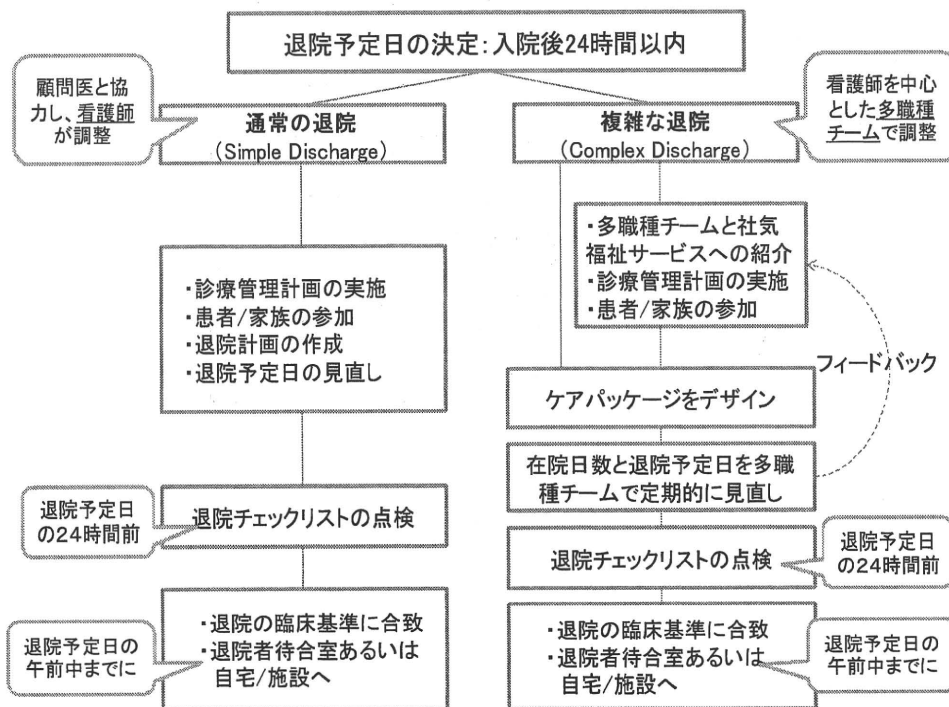 退院予定日の決定：入院後24時間以内
顧問医と協
力し、看護師
が調整
通常の退院
（Simple Discharge）
複雑な退院
（Complex Discharge）
看護師を中心
とした多職種
チームで調整
・診療管理計画の実施
・患者/家族の参加
・退院計画の作成
・退院予定日の見直し
・多職種チームと社気
福祉サービスへの紹介
・診療管理計画の実施
・患者/家族の参加
フィードバック
ケアパッケージをデザイン
在院日数と退院予定日を多職
種チームで定期的に見直し
退院予定日
の24時間前
退院チェックリストの点検
退院チェックリストの点検
退院予定日
の24時間前
退院予定日の
午前中までに
・退院の臨床基準に合致
・退院者待合室あるいは
自宅/施設へ
・退院の臨床基準に合致
・退院者待合室あるいは
自宅/施設へ
退院予定日の
午前中までに